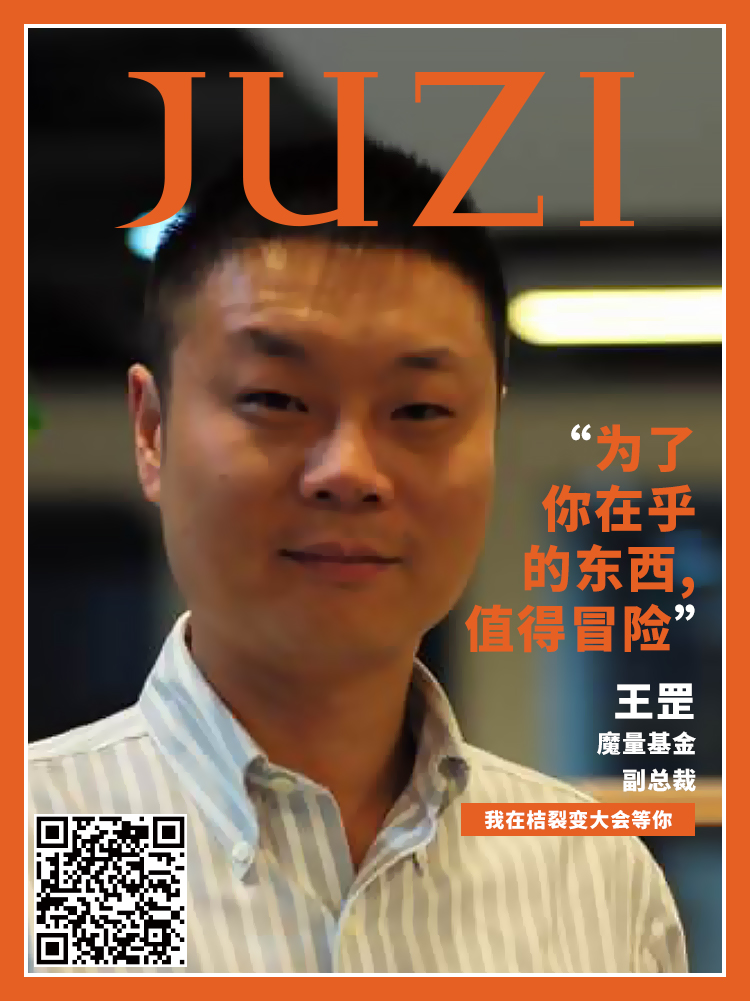 JUZI
“为了
你在乎
的东西，
值得冒险”
王罡
魔量基金
副总裁
我在桔裂变大会等你